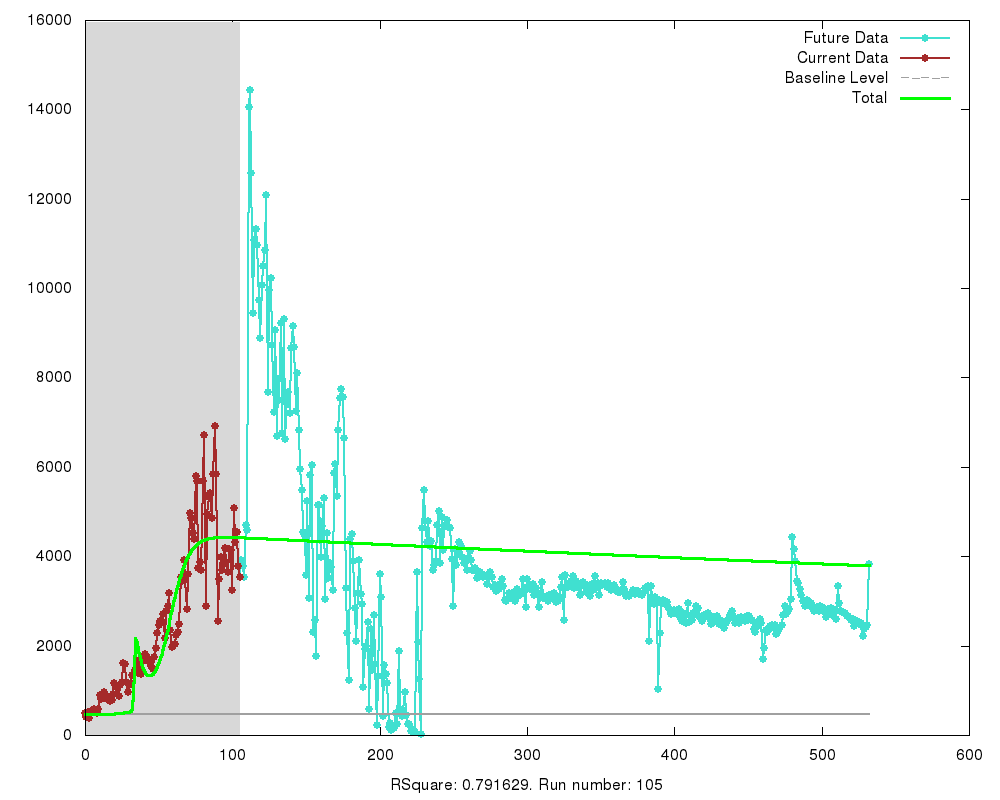 16000
14000
12000
10000
8000
6000
4000
2000
0
Future Data
Current Data
Baseline Level
Total
0 100 200 300 400 500 600
RSquare: 0.791629. Run number: 105